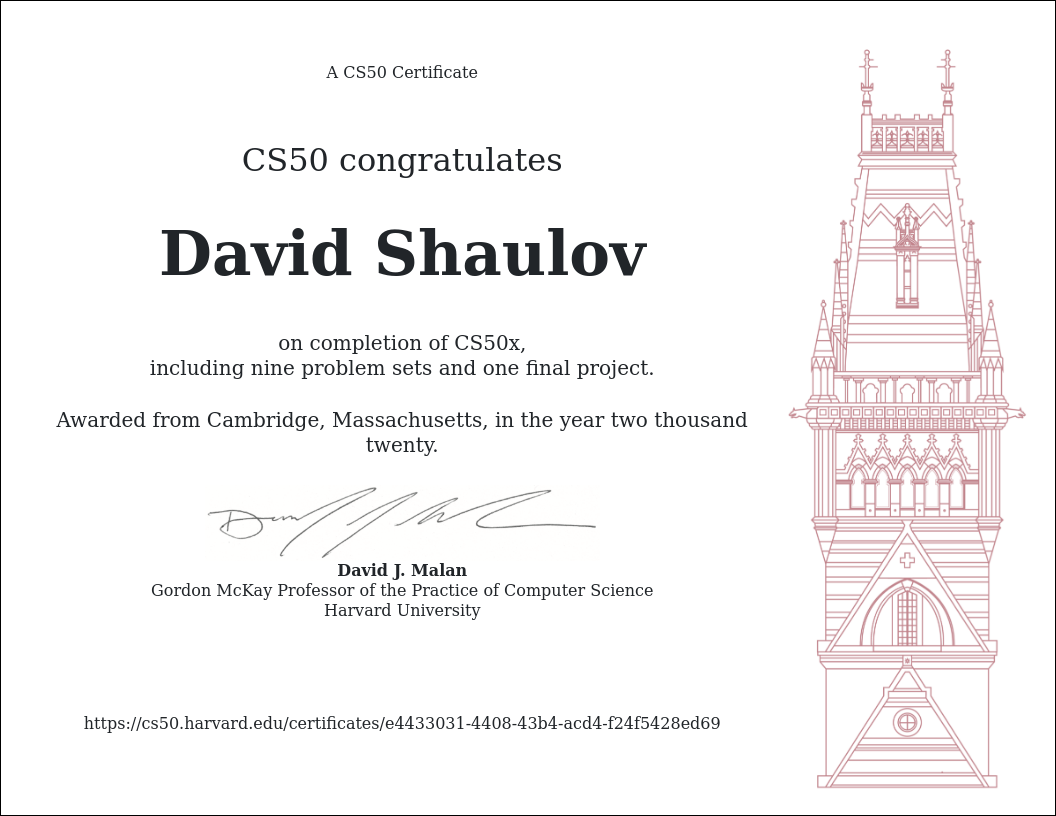 A CS50 Certificate
CS50 congratulates
David Shaulov
on completion of CS50x,
including nine problem sets and one final project.
Awarded from Cambridge, Massachusetts, in the year two thousand
twenty.
David J. Malan
Gordon McKay Professor of the Practice of Computer Science
Harvard University
https://cs50.harvard.edu/certificates/e4433031-4408-43b4-acd4-f24f5428ed69